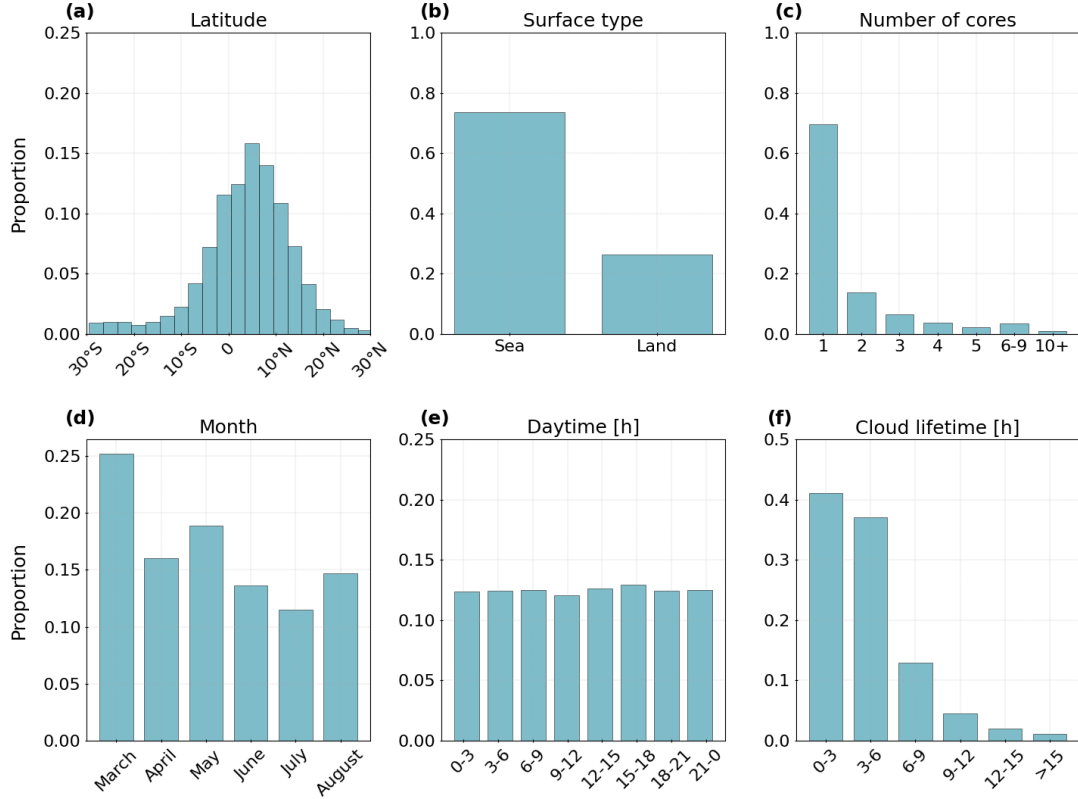 (a) Latitude
Proportion
0.25
0.20
0.15
0.10
0.05
0.00
30°S 20°S 10°S 0 10°N 20°N 30°N
(b) Surface type
1.0
0.8
0.6
0.4
0.2
0.0
Sea Land
(c) Number of cores
1.0
0.8
0.6
0.4
0.2
0.0
1 2 3 4 5 6-9 10+
(d) Month
Proportion
0.25
0.20
0.15
0.10
0.05
0.00
March April May June July August
(e) Daytime [h]
0.25
0.20
0.15
0.10
0.05
0.00
0-3 3-6 6-9 9-12 12-15 15-18 18-21 21-0
(f) Cloud lifetime [h]
0.5
0.4
0.3
0.2
0.1
0.0
0-3 3-6 6-9 9-12 12-15 >15